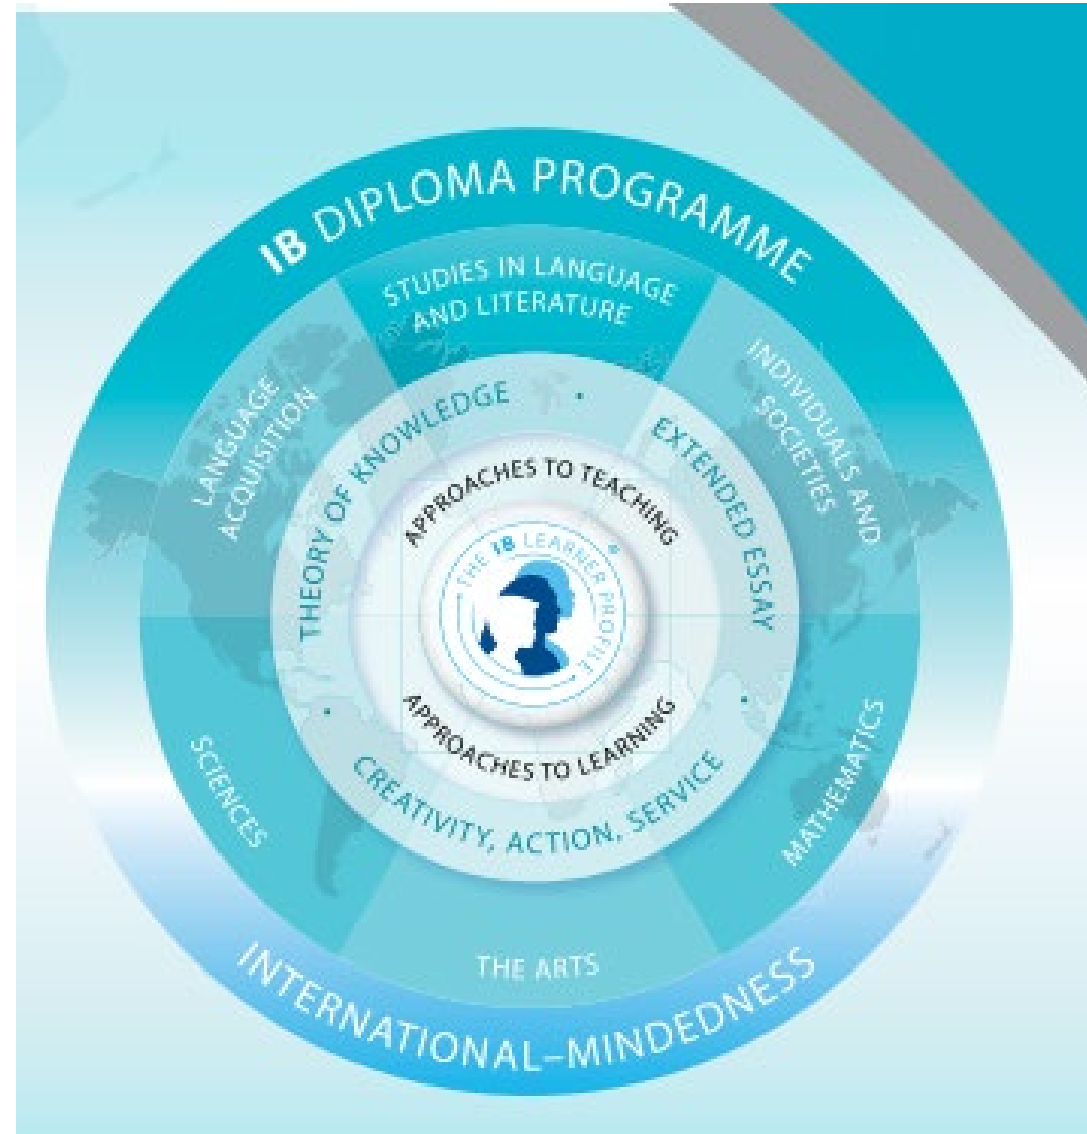 IB DIPLOMA PROGRAMME
STUDIES IN LANGUAGE
AND LITERATURE
LANGUAGE
ACQUISITION
INDIVIDUALS AND
SOCIETIES
THEORY OF KNOWLEDGE
EXTENDED ESSAY
APPROACHES TO TEACHING
THE IB LEARNER PROFILE
APPROACHES TO LEARNING
CREATIVITY, ACTION, SERVICE
SCIENCES
MATHEMATICS
THE ARTS
INTERNATIONAL–MINDEDNESS